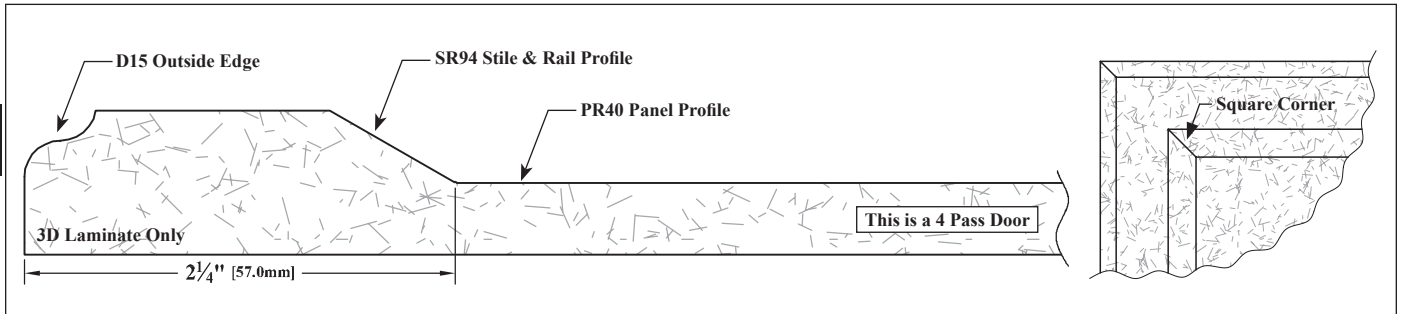 D15 Outside Edge
SR94 Stile & Rail Profile
PR40 Panel Profile
Square Corner
This is a 4 Pass Door
3D Laminate Only
2¼" [57.0mm]